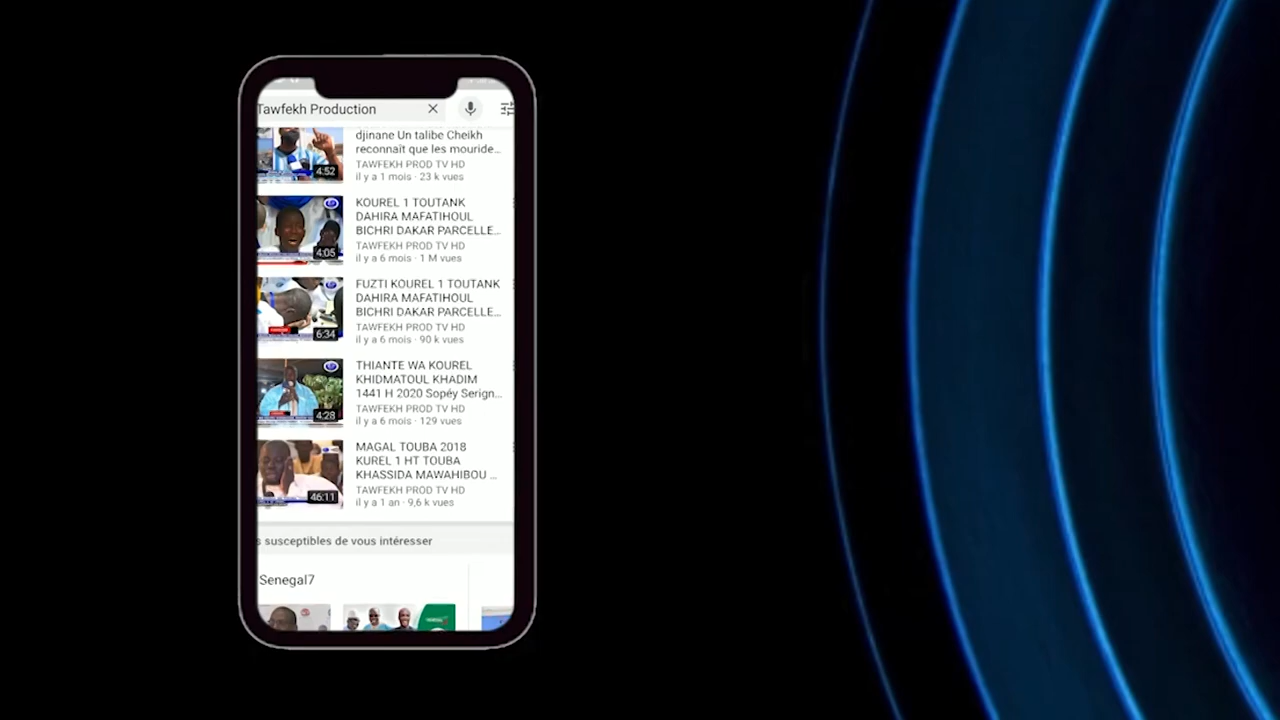 Tawfekh Production
djinane Un talibe Cheikh
reconnaît que les mouride...
TAWFEKH PROD TV HD
il y a 1 mois · 23 k vues
4:52
KOUREL 1 TOUTANK
DAHIRA MAFATIHOUL
BICHRI DAKAR PARCELLE...
TAWFEKH PROD TV HD
il y a 6 mois · 1 M vues
4:05
FUZTI KOUREL 1 TOUTANK
DAHIRA MAFATIHOUL
BICHRI DAKAR PARCELLE...
TAWFEKH PROD TV HD
il y a 6 mois · 90 k vues
6:34
THIANTE WA KOUREL
KHIDMATOUL KHADIM
1441 H 2020 Sopéy Serign...
TAWFEKH PROD TV HD
il y a 6 mois · 129 vues
4:28
MAGAL TOUBA 2018
KUREL 1 HT TOUBA
KHASSIDA MAWAHIBOU ...
TAWFEKH PROD TV HD
il y a 1 an · 9,6 k vues
46:11
s susceptibles de vous intéresser
Senegal7